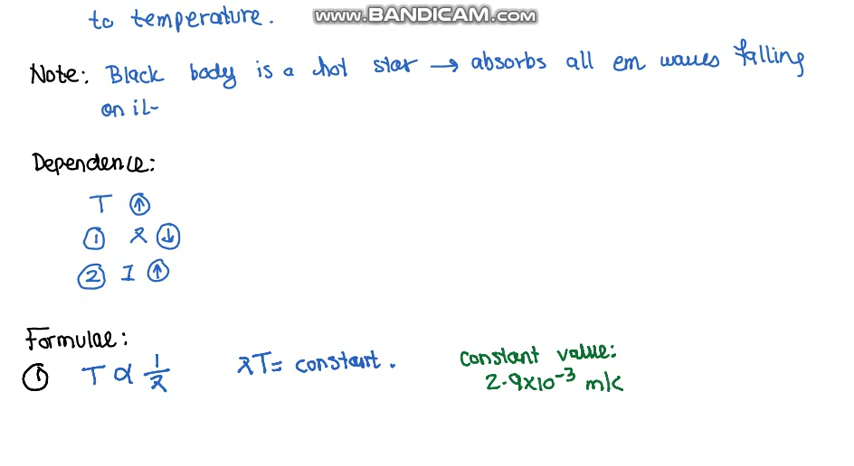 www.BANDICAM.com
to temperature.
Note: Black body is a hot star → absorbs all em waves falling
on it
Dependence:
T ↑
① λ ↓
② I ↑
Formulae:
① T ∝ 1/λ λT = constant.
Constant value:
2.9×10⁻³ mK